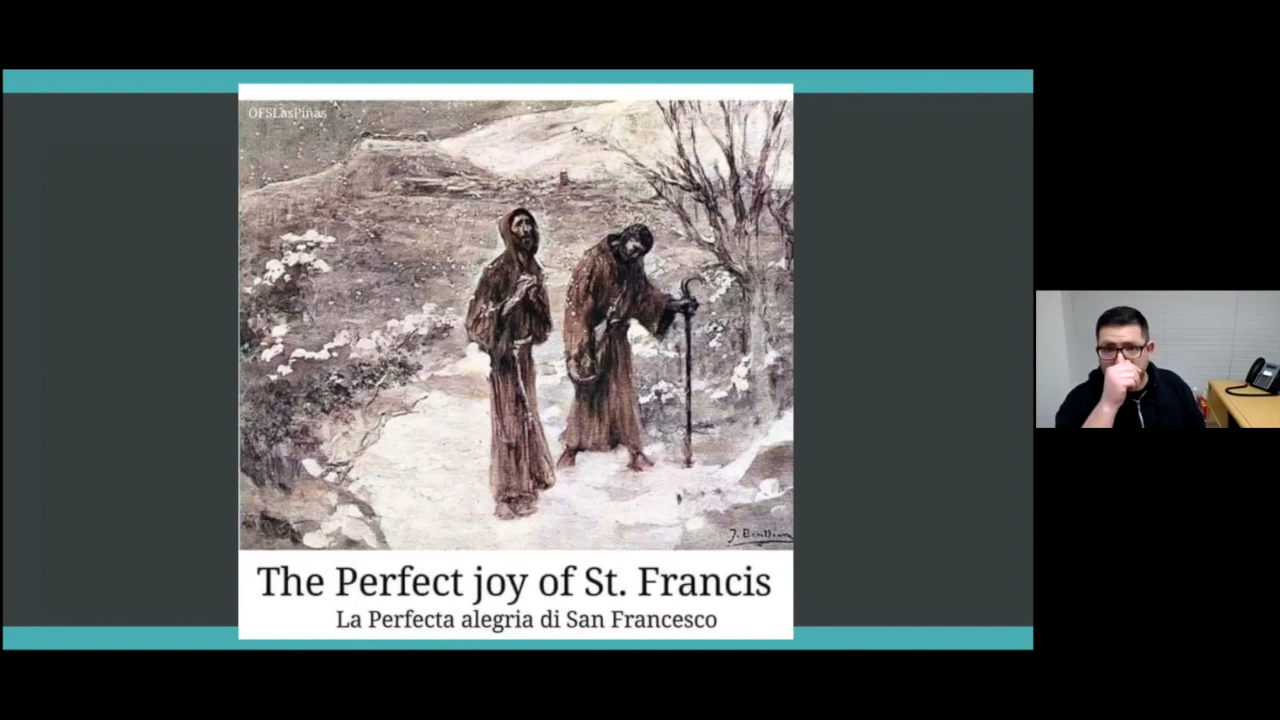 OFSLasPinas
The Perfect joy of St. Francis
La Perfecta alegria di San Francesco